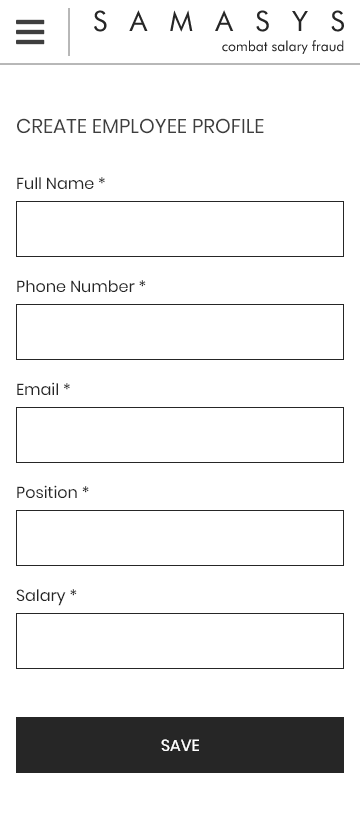 SAMASYS
combat salary fraud
CREATE EMPLOYEE PROFILE
Full Name *
Phone Number *
Email *
Position *
Salary *
SAVE